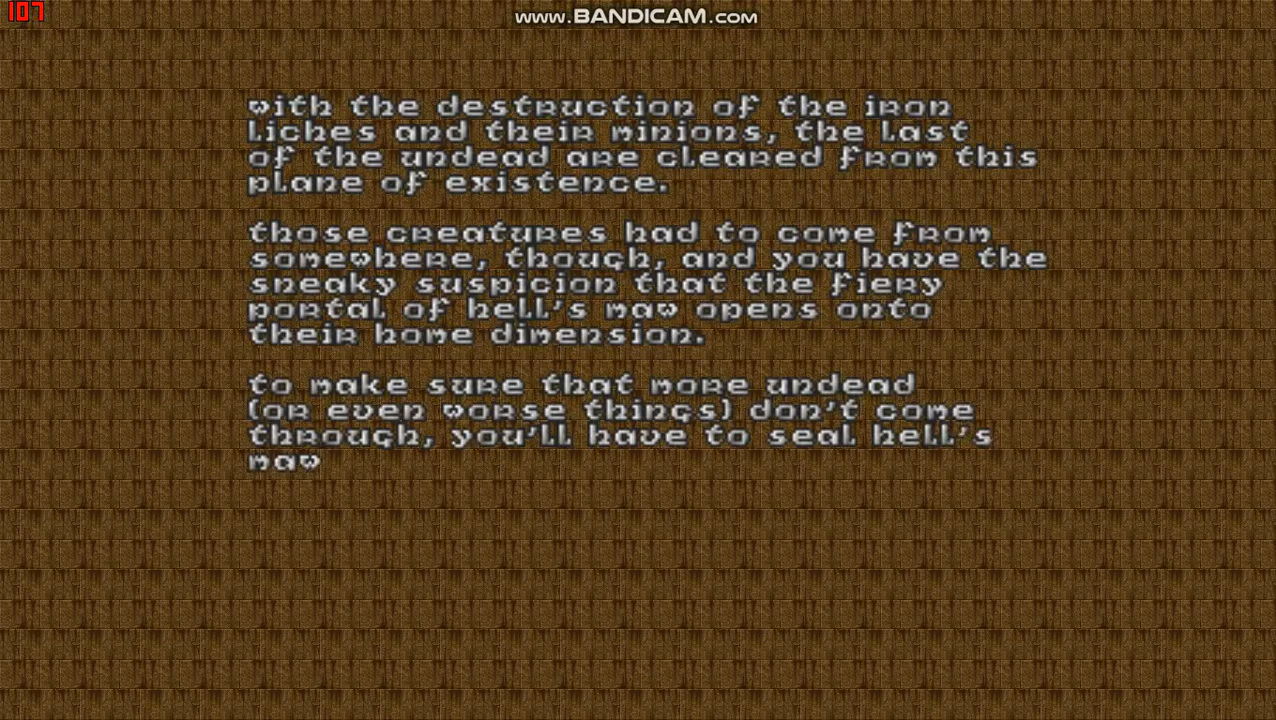 107
www.BANDICAM.com
with the destruction of the iron
liches and their minions, the last
of the undead are cleared from this
plane of existence.
those creatures had to come from
somewhere, though, and you have the
sneaky suspicion that the fiery
portal of hell's maw opens onto
their home dimension.
to make sure that more undead
(or even worse things) don't come
through, you'll have to seal hell's
maw